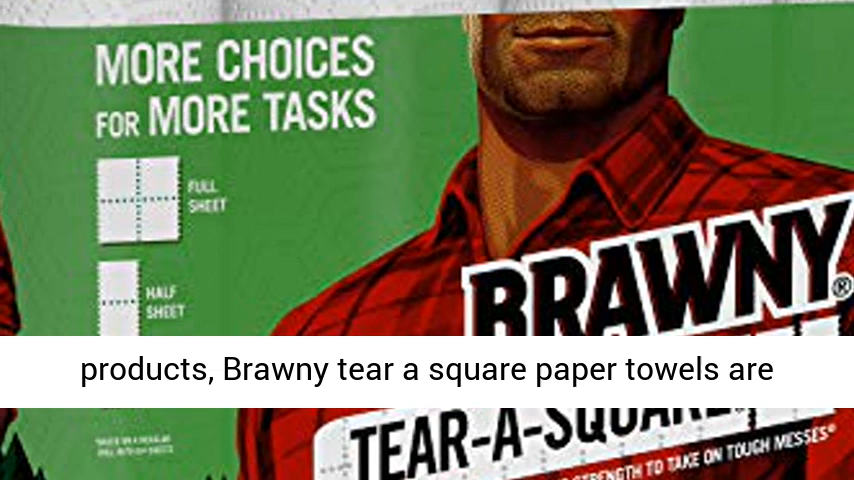 MORE CHOICES
FOR MORE TASKS
FULL
SHEET
HALF
SHEET
BRAWNY®
products, Brawny tear a square paper towels are
TEAR-A-SQUARE
STRENGTH TO TAKE ON TOUGH MESSES®